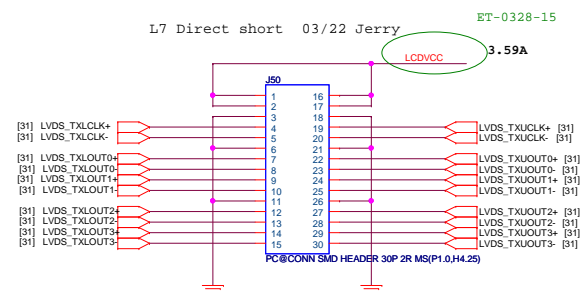 ET-0328-15
L7 Direct short 03/22 Jerry
LCDVCC
3.59A
J50
1 16
2 17
3 18
[31] LVDS_TXLCLK+ 4 19 LVDS_TXUCLK+ [31]
[31] LVDS_TXLCLK- 5 20 LVDS_TXUCLK- [31]
6 21
[31] LVDS_TXLOUT0+ 7 22 LVDS_TXUOUT0+ [31]
[31] LVDS_TXLOUT0- 8 23 LVDS_TXUOUT0- [31]
[31] LVDS_TXLOUT1+ 9 24 LVDS_TXUOUT1+ [31]
[31] LVDS_TXLOUT1- 10 25 LVDS_TXUOUT1- [31]
11 26
[31] LVDS_TXLOUT2+ 12 27 LVDS_TXUOUT2+ [31]
[31] LVDS_TXLOUT2- 13 28 LVDS_TXUOUT2- [31]
[31] LVDS_TXLOUT3+ 14 29 LVDS_TXUOUT3+ [31]
[31] LVDS_TXLOUT3- 15 30 LVDS_TXUOUT3- [31]
PC@CONN SMD HEADER 30P 2R MS(P1.0,H4.25)